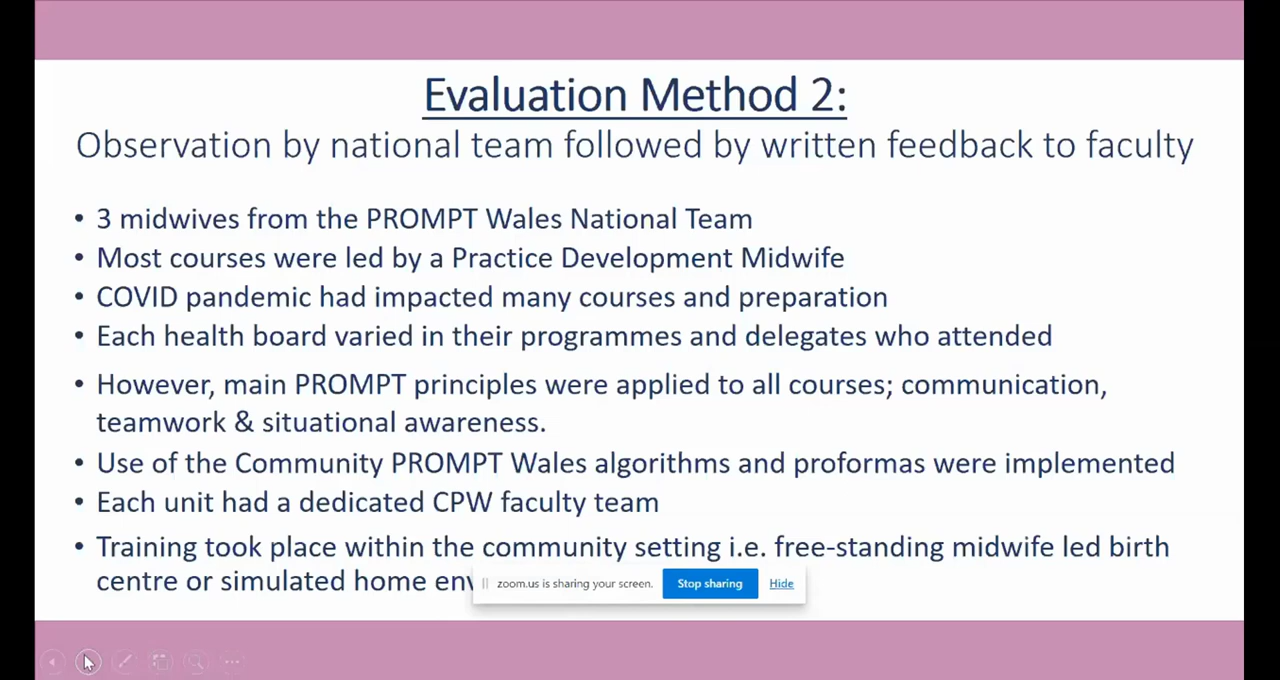 Evaluation Method 2:
Observation by national team followed by written feedback to faculty
• 3 midwives from the PROMPT Wales National Team
• Most courses were led by a Practice Development Midwife
• COVID pandemic had impacted many courses and preparation
• Each health board varied in their programmes and delegates who attended
• However, main PROMPT principles were applied to all courses; communication,
teamwork & situational awareness.
• Use of the Community PROMPT Wales algorithms and proformas were implemented
• Each unit had a dedicated CPW faculty team
• Training took place within the community setting i.e. free-standing midwife led birth
centre or simulated home
zoom.us is sharing your screen. Stop sharing Hide